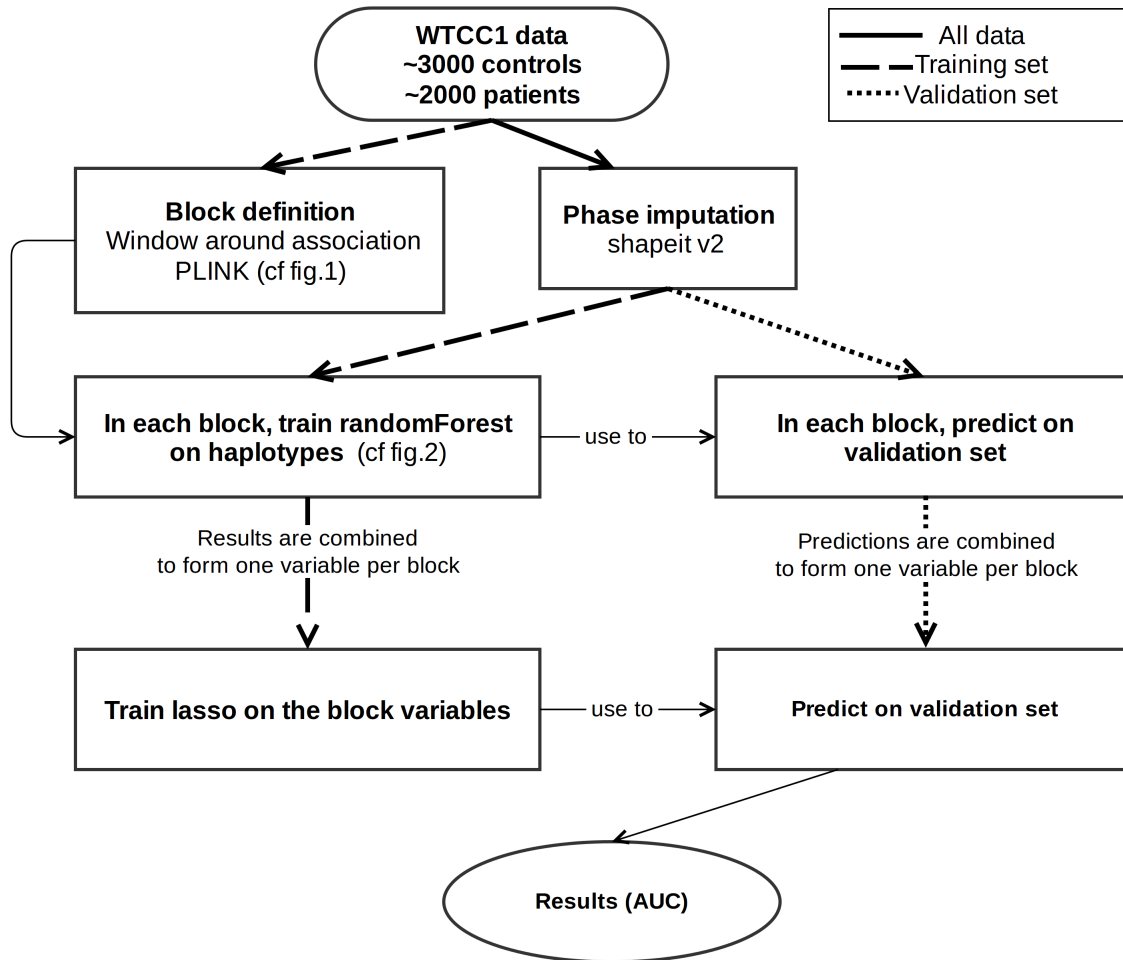 WTCC1 data
~3000 controls
~2000 patients
All data
Training set
Validation set
Block definition
Window around association
PLINK (cf fig.1)
Phase imputation
shapeit v2
In each block, train randomForest
on haplotypes (cf fig.2)
use to
In each block, predict on
validation set
Results are combined
to form one variable per block
Predictions are combined
to form one variable per block
Train lasso on the block variables
use to
Predict on validation set
Results (AUC)